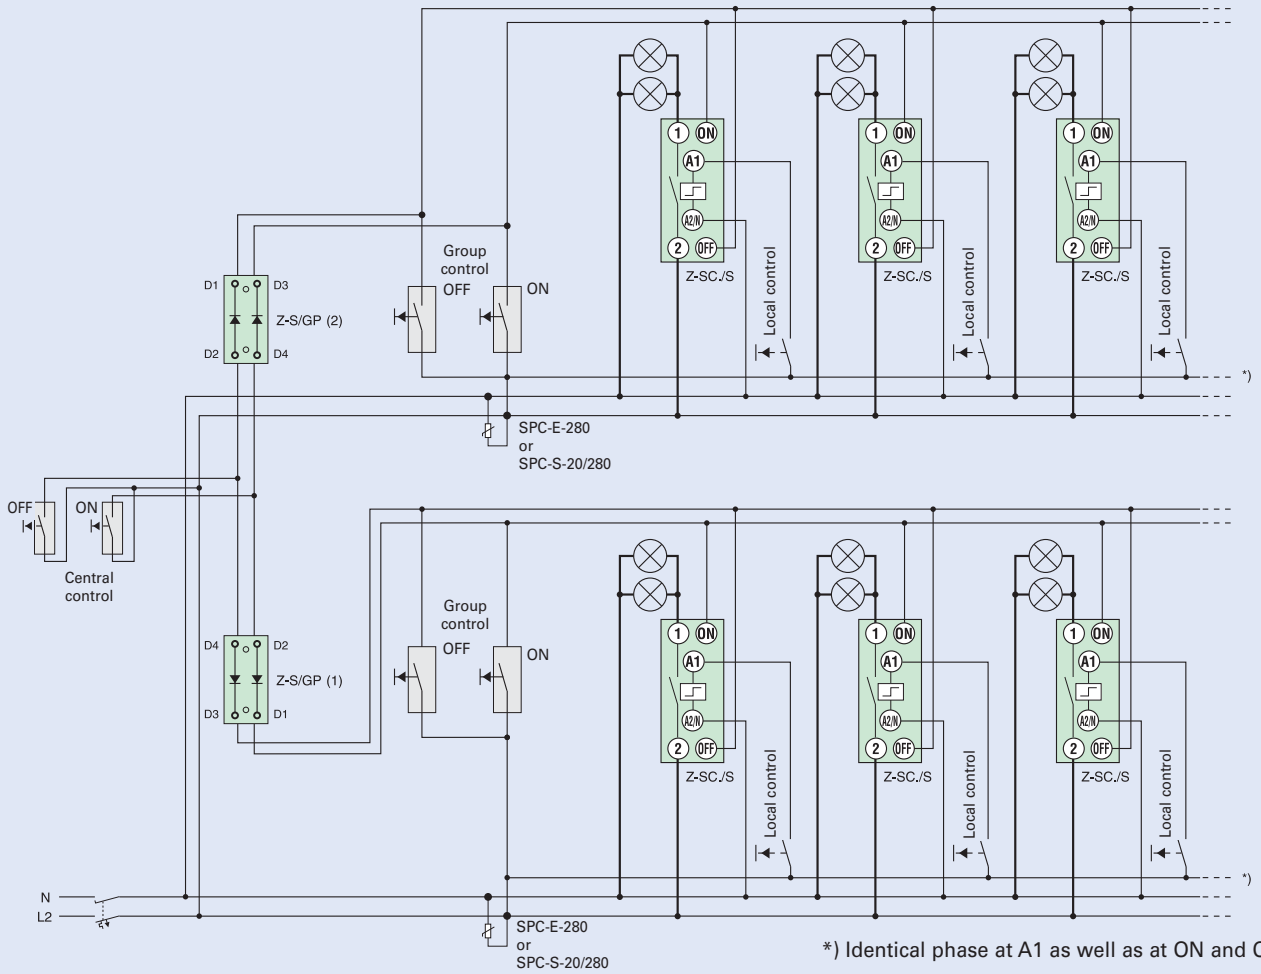 1 ON 1 ON 1 ON
A1 A1 A1
A2/N A2/N A2/N
2 OFF 2 OFF 2 OFF
Z-SC./S Z-SC./S Z-SC./S
Local control Local control Local control
Group
control
OFF ON
D1 D3
Z-S/GP (2)
D2 D4
*)
SPC-E-280
or
SPC-S-20/280
OFF ON
Central
control
1 ON 1 ON 1 ON
A1 A1 A1
A2/N A2/N A2/N
2 OFF 2 OFF 2 OFF
Z-SC./S Z-SC./S Z-SC./S
Local control Local control Local control
Group
control
OFF ON
D4 D2
Z-S/GP (1)
D3 D1
*)
N
L2
SPC-E-280
or
SPC-S-20/280
*) Identical phase at A1 as well as at ON and